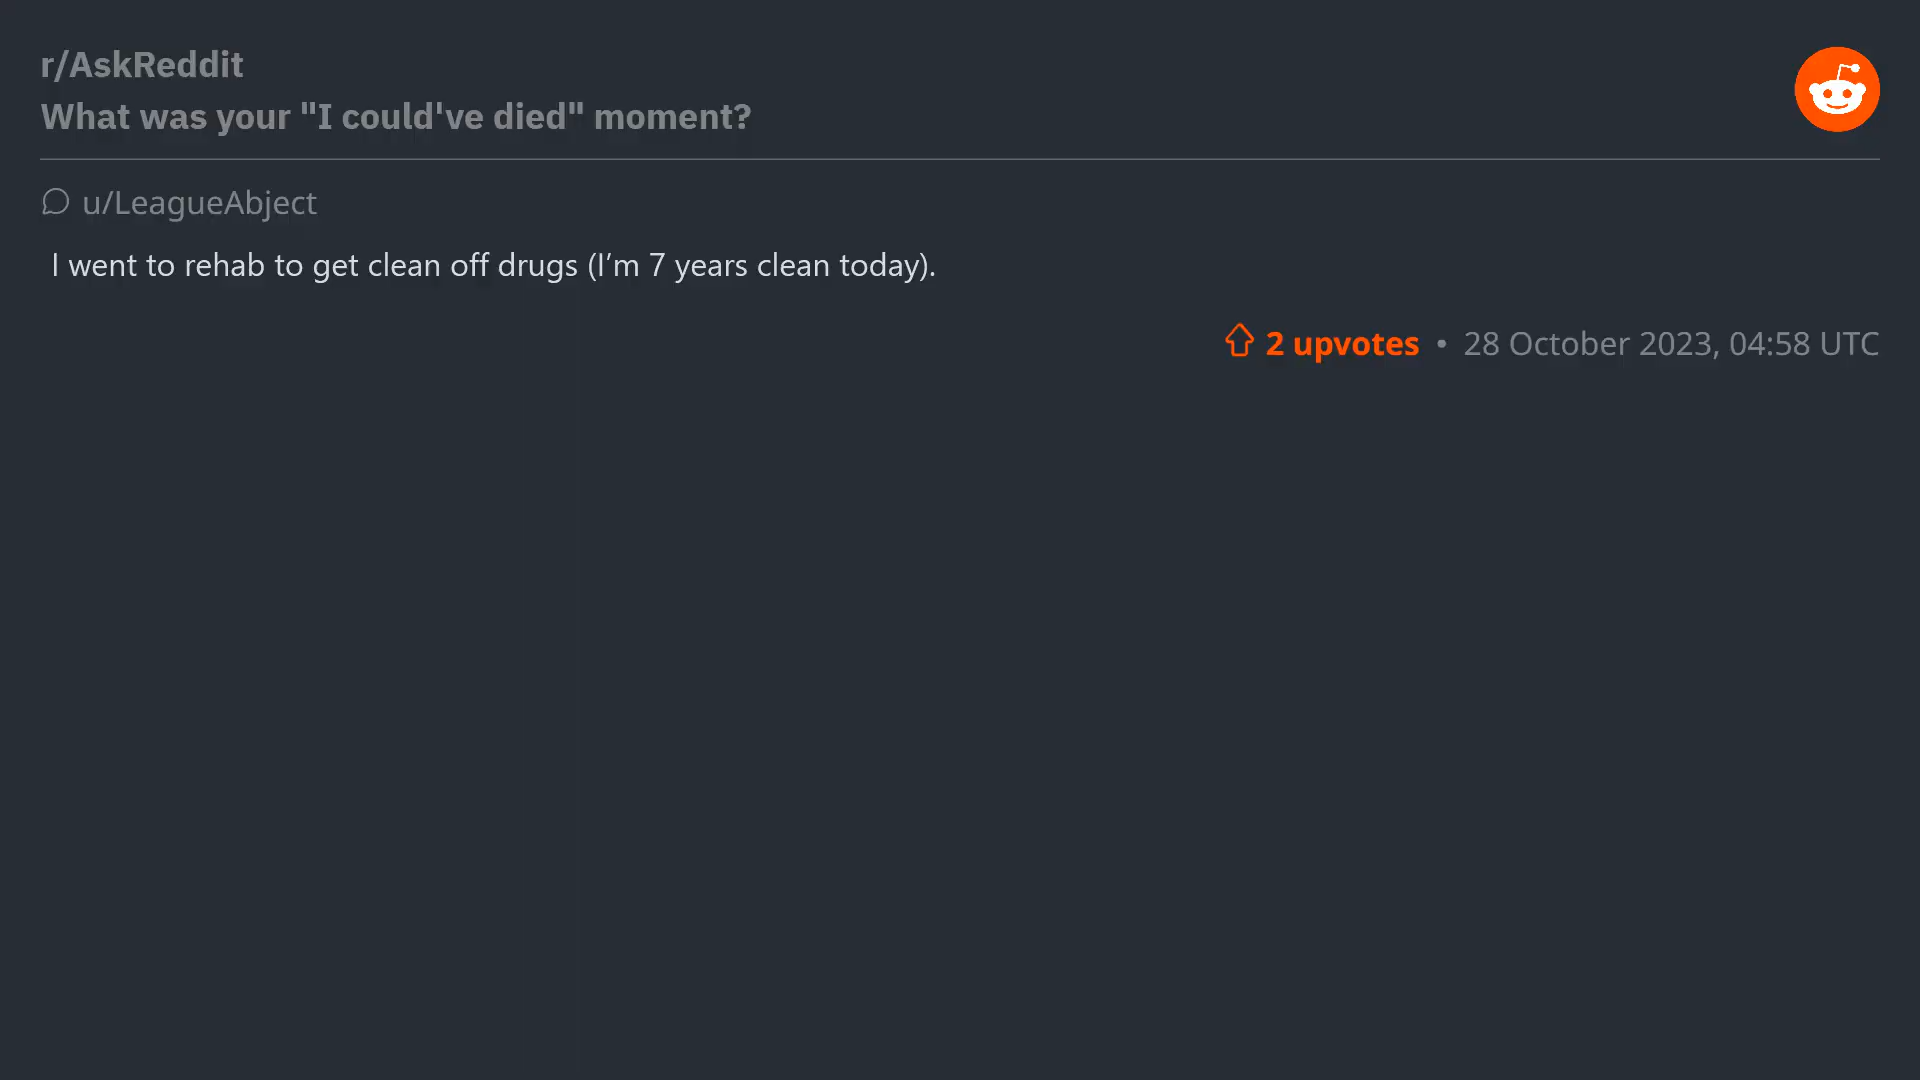 r/AskReddit
What was your "I could've died" moment?
u/LeagueAbject
I went to rehab to get clean off drugs (I’m 7 years clean today).
2 upvotes • 28 October 2023, 04:58 UTC